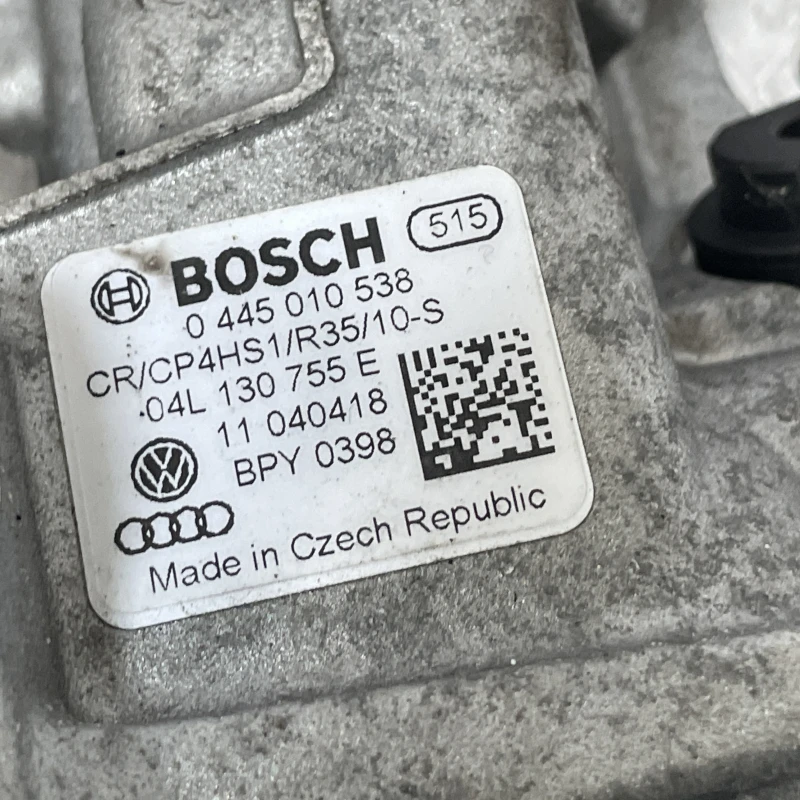 BOSCH 515
0 445 010 538
CR/CP4HS1/R35/10-S
04L 130 755 E
11 040418
BPY 0398
Made in Czech Republic